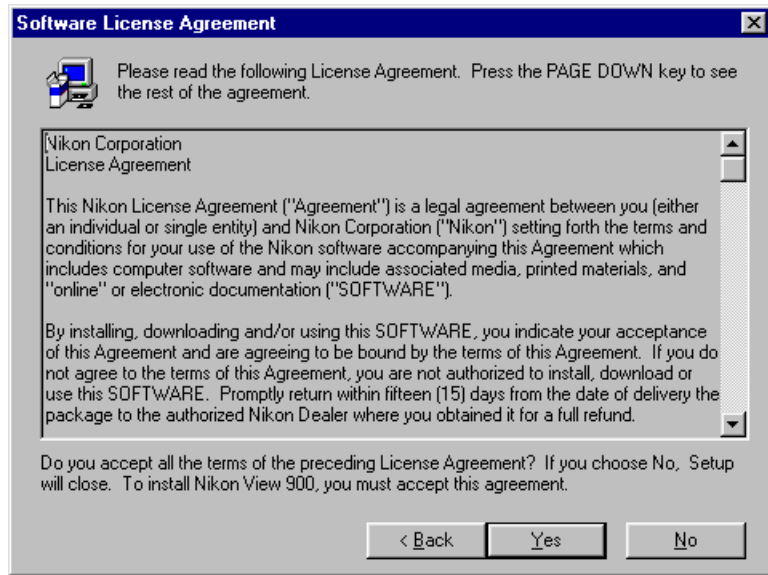 Software License Agreement
Please read the following License Agreement. Press the PAGE DOWN key to see
the rest of the agreement.
Nikon Corporation
License Agreement
This Nikon License Agreement ("Agreement") is a legal agreement between you (either
an individual or single entity) and Nikon Corporation ("Nikon") setting forth the terms and
conditions for your use of the Nikon software accompanying this Agreement which
includes computer software and may include associated media, printed materials, and
"online" or electronic documentation ("SOFTWARE").
By installing, downloading and/or using this SOFTWARE, you indicate your acceptance
of this Agreement and are agreeing to be bound by the terms of this Agreement. If you do
not agree to the terms of this Agreement, you are not authorized to install, download or
use this SOFTWARE. Promptly return within fifteen (15) days from the date of delivery the
package to the authorized Nikon Dealer where you obtained it for a full refund.
Do you accept all the terms of the preceding License Agreement? If you choose No, Setup
will close. To install Nikon View 900, you must accept this agreement.
< Back Yes No